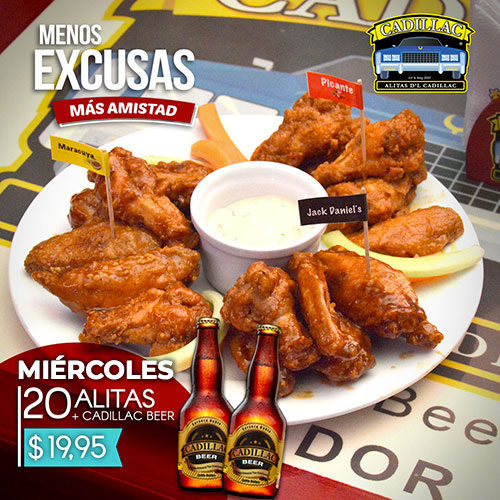 MENOS
EXCUSAS
MÁS AMISTAD
CADILLAC
ALITAS D'L CADILLAC
Picante
Maracuya
Jack Daniel's
MIÉRCOLES
20 ALITAS
+ CADILLAC BEER
$19,95
CADILLAC
BEER
CADILLAC
BEER
Bee
DOR